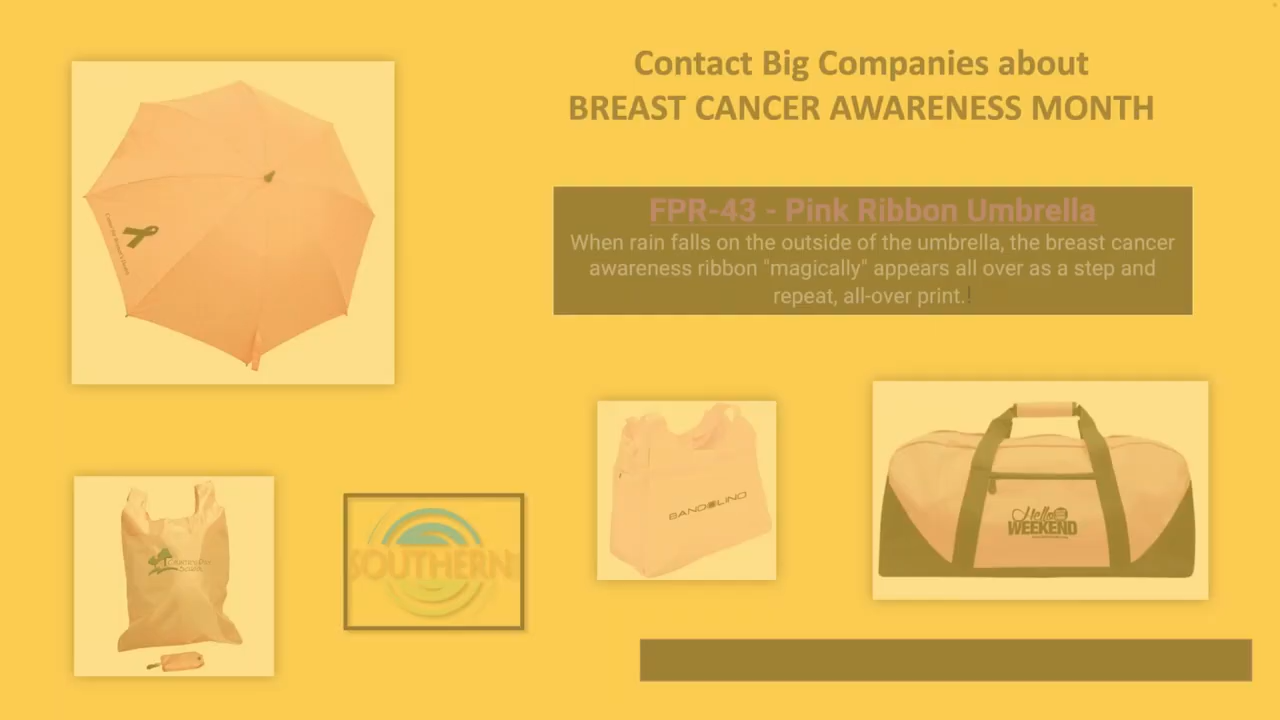 Contact Big Companies about
BREAST CANCER AWARENESS MONTH
FPR-43 - Pink Ribbon Umbrella
When rain falls on the outside of the umbrella, the breast cancer
awareness ribbon "magically" appears all over as a step and
repeat, all-over print.!
BANDOLINO
Hello
WEEKEND
SOUTHERN